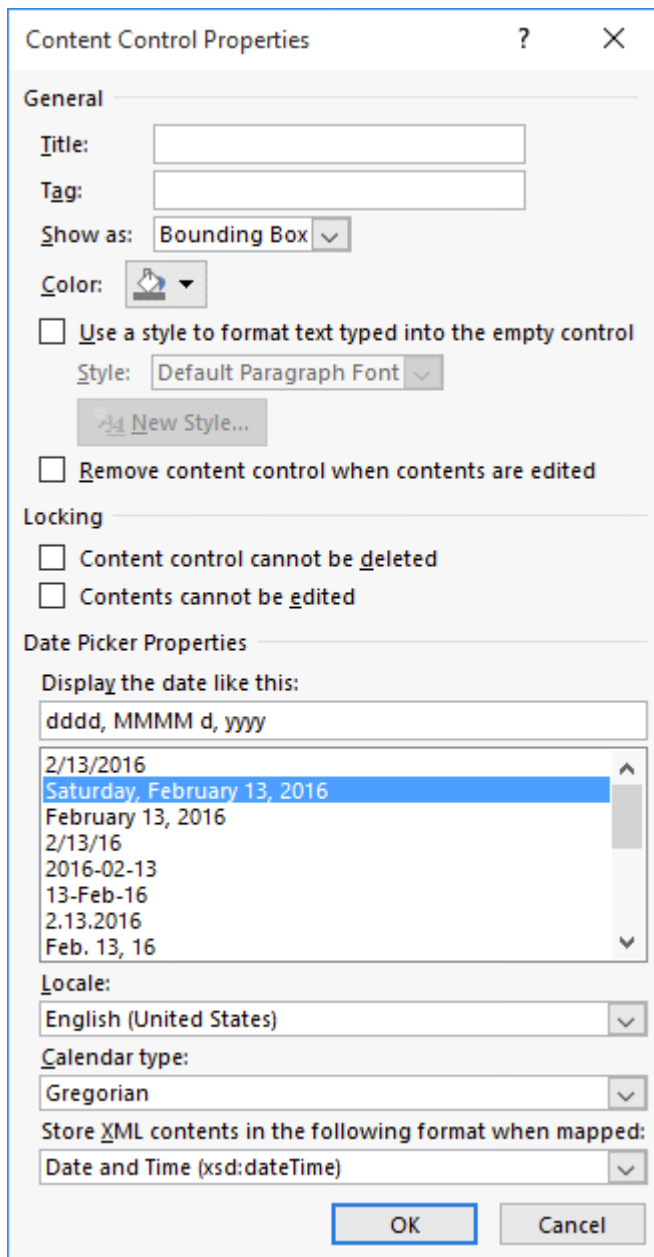 Content Control Properties ?
General
Title:
Tag:
Show as: Bounding Box
Color:
Use a style to format text typed into the empty control
Style: Default Paragraph Font
New Style...
Remove content control when contents are edited
Locking
Content control cannot be deleted
Contents cannot be edited
Date Picker Properties
Display the date like this:
dddd, MMMM d, yyyy
2/13/2016
Saturday, February 13, 2016
February 13, 2016
2/13/16
2016-02-13
13-Feb-16
2.13.2016
Feb. 13, 16
Locale:
English (United States)
Calendar type:
Gregorian
Store XML contents in the following format when mapped:
Date and Time (xsd:dateTime)
OK Cancel